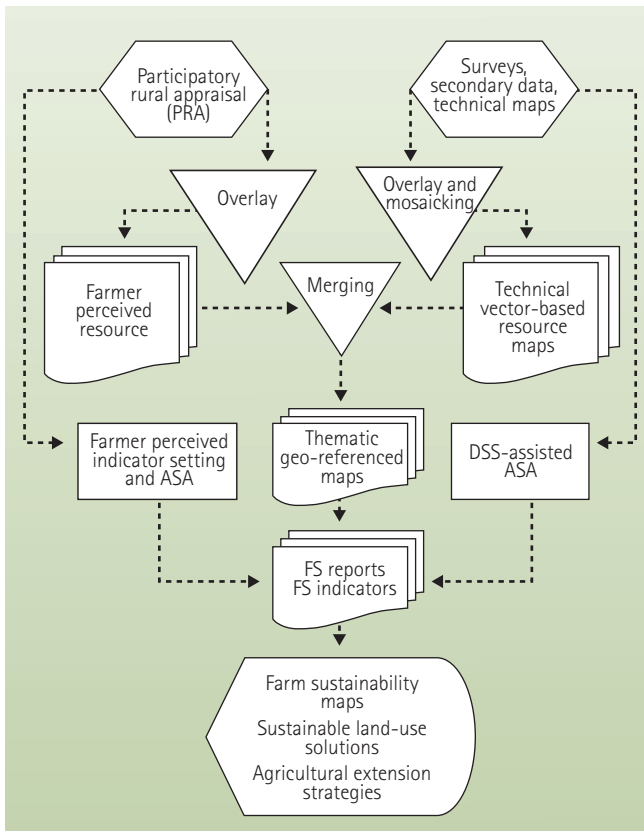 Participatory
rural appraisal
(PRA)
Surveys,
secondary data,
technical maps
Overlay
Overlay and
mosaicking
Farmer
perceived
resource
Merging
Technical
vector-based
resource
maps
Farmer perceived
indicator setting
and ASA
Thematic
geo-referenced
maps
DSS-assisted
ASA
FS reports
FS indicators
Farm sustainability
maps
Sustainable land-use
solutions
Agricultural extension
strategies